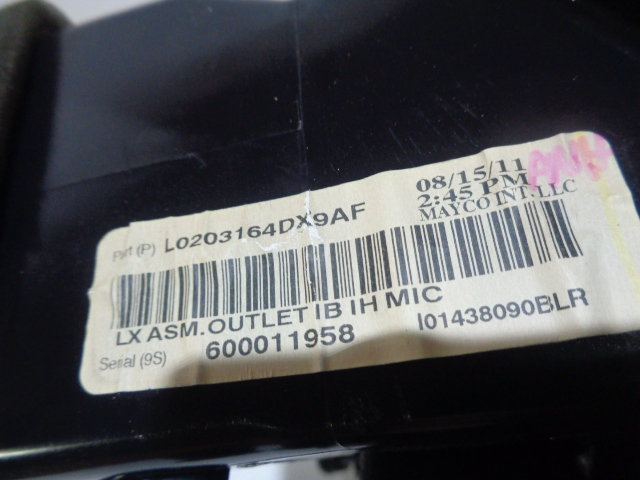 Part (P) L0203164DX9AF
08/15/11
2:45 PM
MAYCO INT. LLC
LX ASM.OUTLET IB IH MIC
Serial (9S) 600011958
I01438090BLR